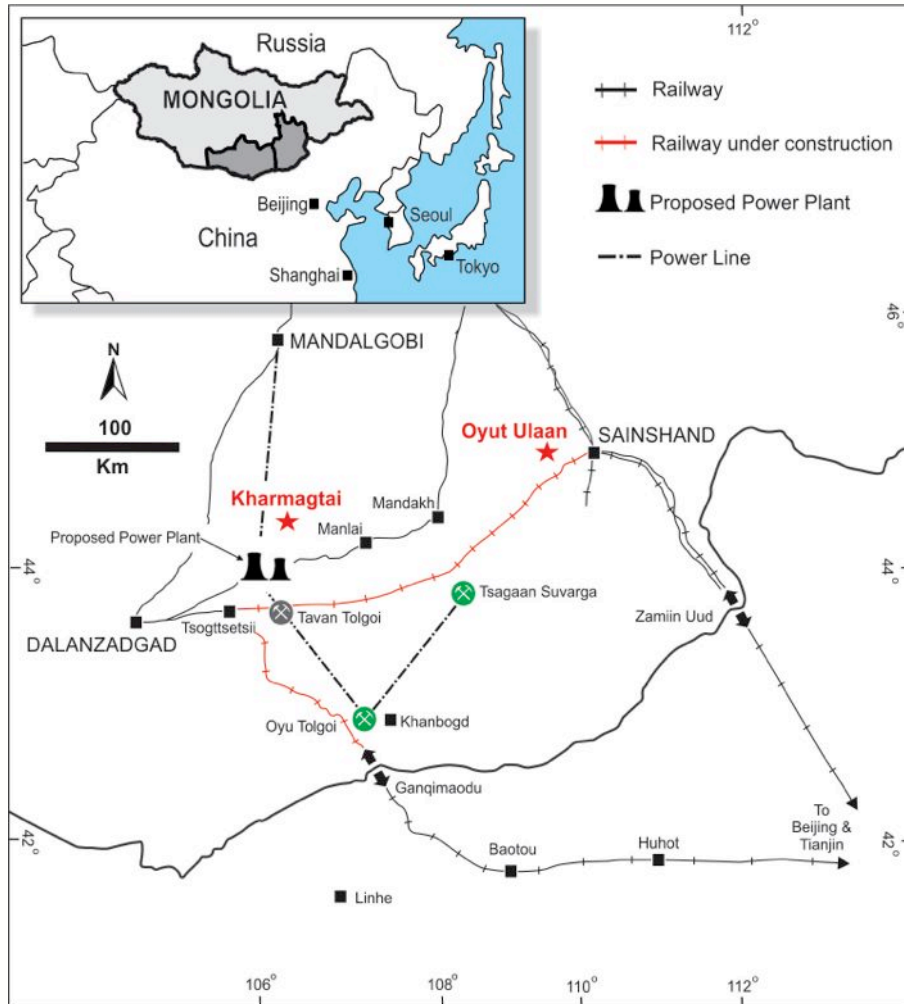 Russia
MONGOLIA
Beijing
China
Seoul
Shanghai
Tokyo
112°
Railway
Railway under construction
Proposed Power Plant
Power Line
46°
N
100
Km
MANDALGOBI
Oyut Ulaan
SAINSHAND
Kharmagtai
Mandakh
Manlai
Proposed Power Plant
44°
44°
Tsagaan Suvarga
Tsogttsetsii
Tavan Tolgoi
Zamiin Uud
DALANZADGAD
Oyu Tolgoi
Khanbogd
Ganqimaodu
42°
42°
To
Beijing &
Tianjin
Baotou
Huhot
Linhe
106°
108°
110°
112°